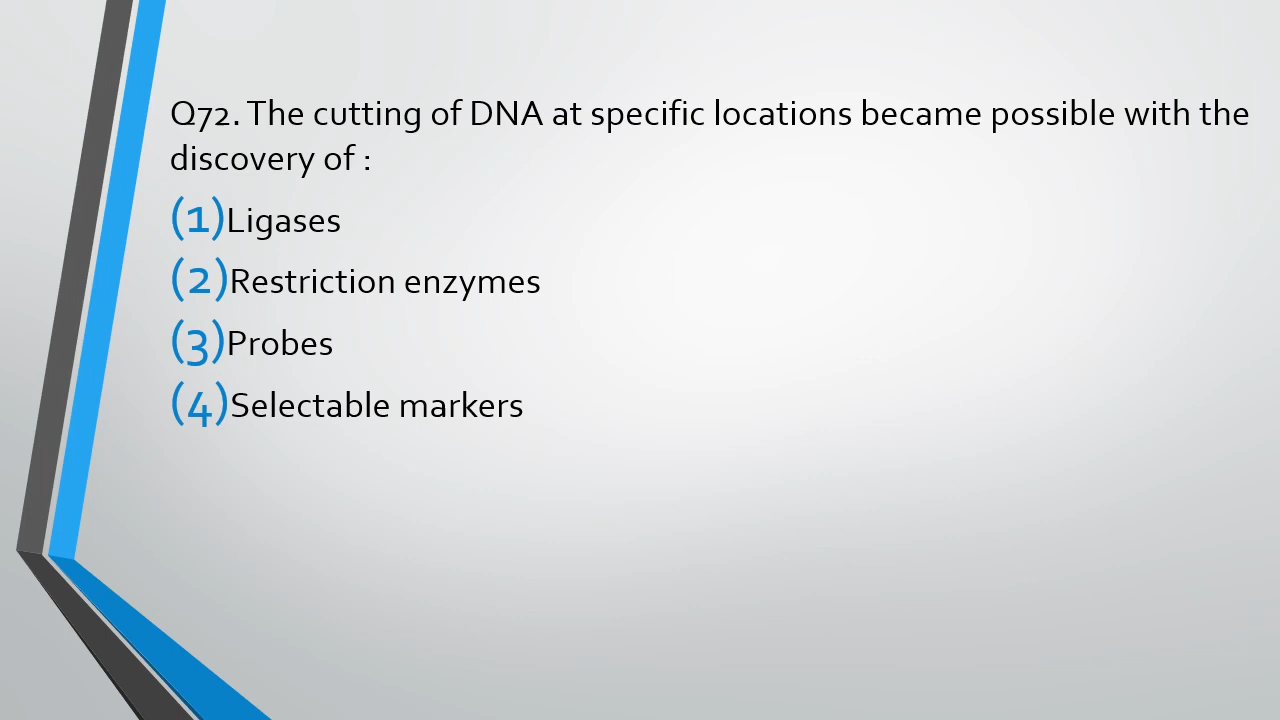 Q72. The cutting of DNA at specific locations became possible with the
discovery of :
(1)Ligases
(2)Restriction enzymes
(3)Probes
(4)Selectable markers